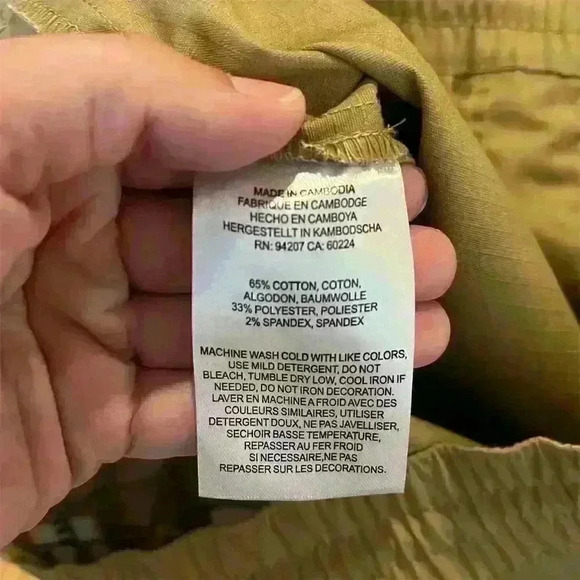 MADE IN CAMBODIA
FABRIQUE EN CAMBODGE
HECHO EN CAMBOYA
HERGESTELLT IN KAMBODSCHA
RN: 94207 CA: 60224
65% COTTON, COTON,
ALGODON, BAUMWOLLE
33% POLYESTER, POLIESTER
2% SPANDEX, SPANDEX
MACHINE WASH COLD WITH LIKE COLORS,
USE MILD DETERGENT, DO NOT
BLEACH, TUMBLE DRY LOW, COOL IRON IF
NEEDED, DO NOT IRON DECORATION.
LAVER EN MACHINE A FROID AVEC DES
COULEURS SIMILAIRES, UTILISER
DETERGENT DOUX, NE PAS JAVELLISER,
SECHOIR BASSE TEMPERATURE,
REPASSER AU FER FROID
SI NECESSAIRE,NE PAS
REPASSER SUR LES DECORATIONS.